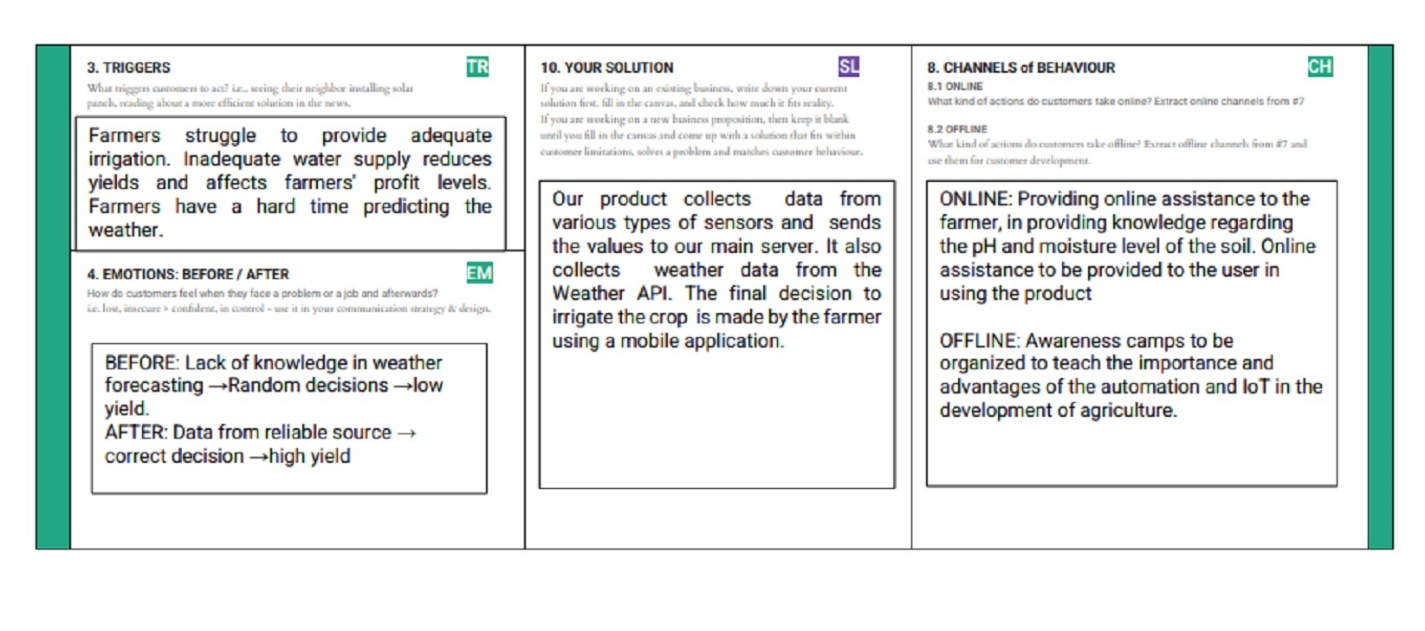 3. TRIGGERS
TR
What triggers customers to act? i.e., seeing their neighbor installing solar
panels, reading about a more efficient solution in the news.
Farmers struggle to provide adequate
irrigation. Inadequate water supply reduces
yields and affects farmers' profit levels.
Farmers have a hard time predicting the
weather.
4. EMOTIONS: BEFORE / AFTER
EM
How do customers feel when they face a problem or a job and afterwards?
i.e. lost, insecure > confident, in control - use it in your communication strategy & design.
BEFORE: Lack of knowledge in weather
forecasting →Random decisions →low
yield.
AFTER: Data from reliable source →
correct decision →high yield
10. YOUR SOLUTION
SL
If you are working on an existing business, write down your current
solution first, fill in the canvas, and check how much it fits reality.
If you are working on a new business proposition, then keep it blank
until you fill in the canvas and come up with a solution that fits within
customer limitations, solves a problem and matches customer behaviour.
Our product collects data from
various types of sensors and sends
the values to our main server. It also
collects weather data from the
Weather API. The final decision to
irrigate the crop is made by the farmer
using a mobile application.
8. CHANNELS of BEHAVIOUR
CH
8.1 ONLINE
What kind of actions do customers take online? Extract online channels from #7
8.2 OFFLINE
What kind of actions do customers take offline? Extract offline channels from #7 and
use them for customer development.
ONLINE: Providing online assistance to the
farmer, in providing knowledge regarding
the pH and moisture level of the soil. Online
assistance to be provided to the user in
using the product
OFFLINE: Awareness camps to be
organized to teach the importance and
advantages of the automation and IoT in the
development of agriculture.